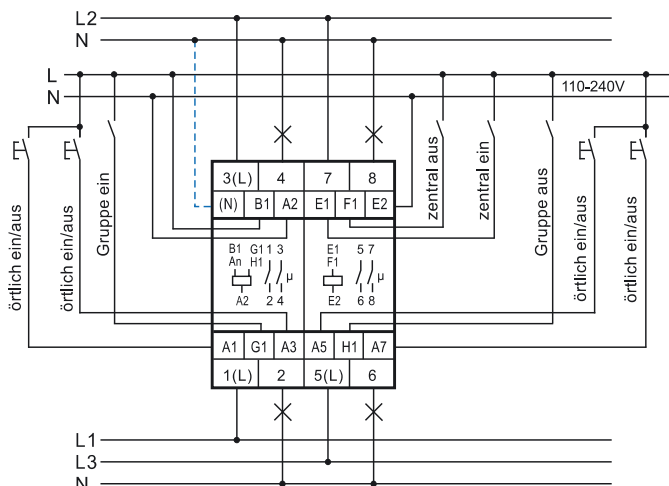 L2
N
L
N
110-240V
örtlich ein/aus
örtlich ein/aus
Gruppe ein
zentral aus
zentral ein
Gruppe aus
örtlich ein/aus
örtlich ein/aus
3(L) 4 7 8
(N) B1 A2 E1 F1 E2
B1 G1 1 3 E1 5 7
An H1 µ F1 µ
A2 2 4 E2 6 8
A1 G1 A3 A5 H1 A7
1(L) 2 5(L) 6
L1
L3
N